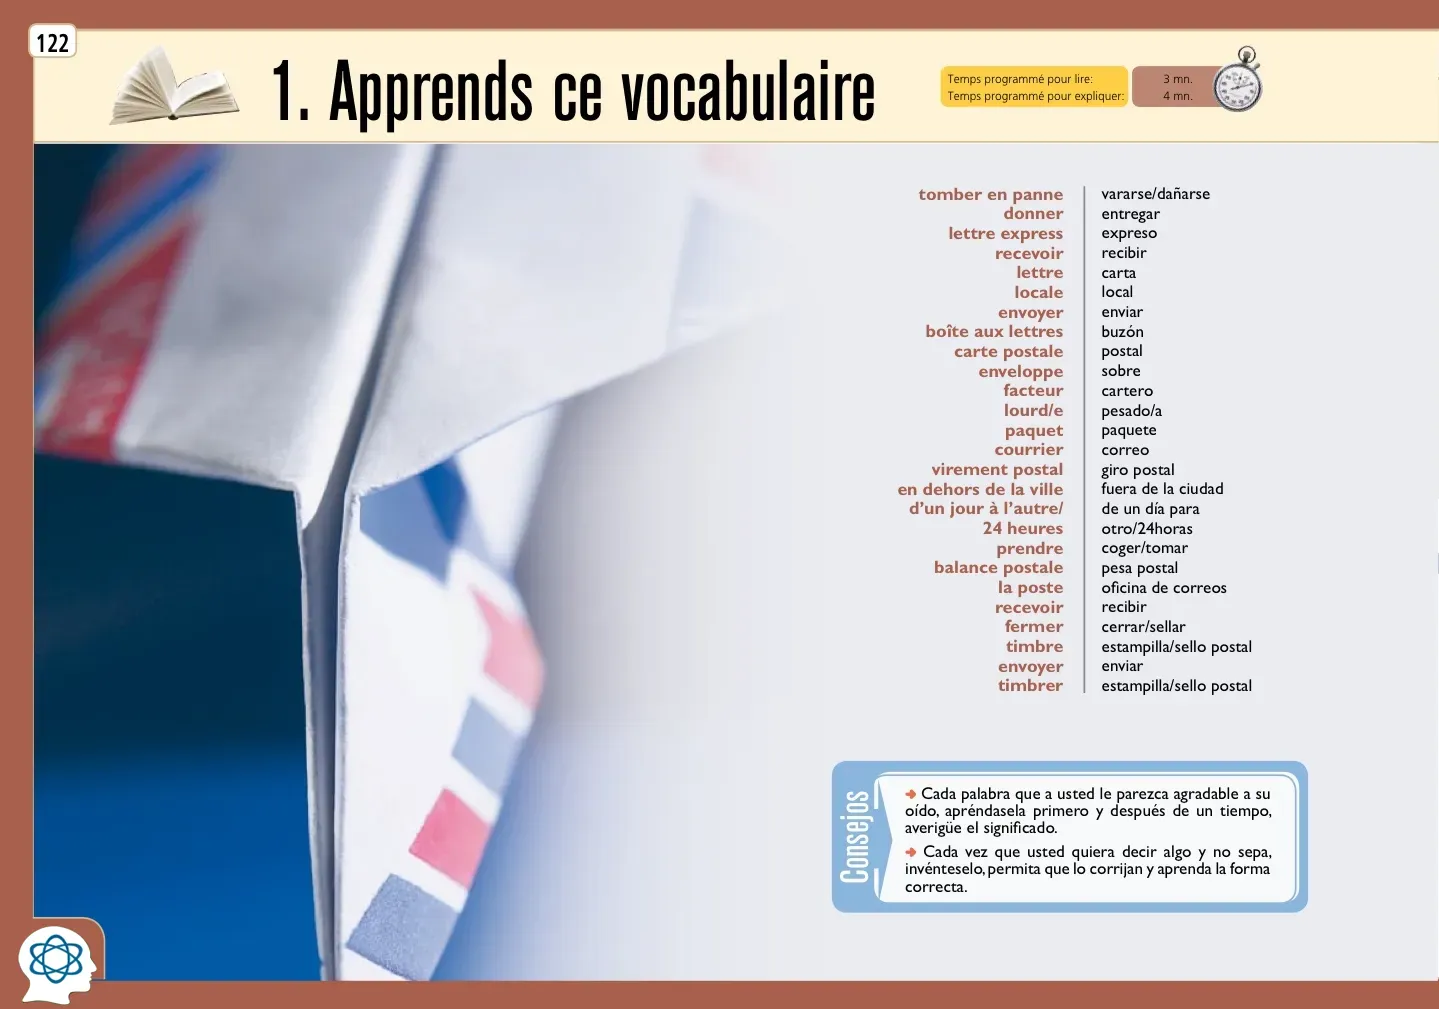 122
1. Apprends ce vocabulaire
Temps programmé pour lire: 3 mn.
Temps programmé pour expliquer: 4 mn.
tomber en panne vararse/dañarse
donner entregar
lettre express expreso
recevoir recibir
lettre carta
locale local
envoyer enviar
boîte aux lettres buzón
carte postale postal
enveloppe sobre
facteur cartero
lourd/e pesado/a
paquet paquete
courrier correo
virement postal giro postal
en dehors de la ville fuera de la ciudad
d’un jour à l’autre/ de un día para
24 heures otro/24horas
prendre coger/tomar
balance postale pesa postal
la poste oficina de correos
recevoir recibir
fermer cerrar/sellar
timbre estampilla/sello postal
envoyer enviar
timbrer estampilla/sello postal
Consejos
Cada palabra que a usted le parezca agradable a su
oído, apréndasela primero y después de un tiempo,
averigüe el significado.
Cada vez que usted quiera decir algo y no sepa,
invénteselo, permita que lo corrijan y aprenda la forma
correcta.